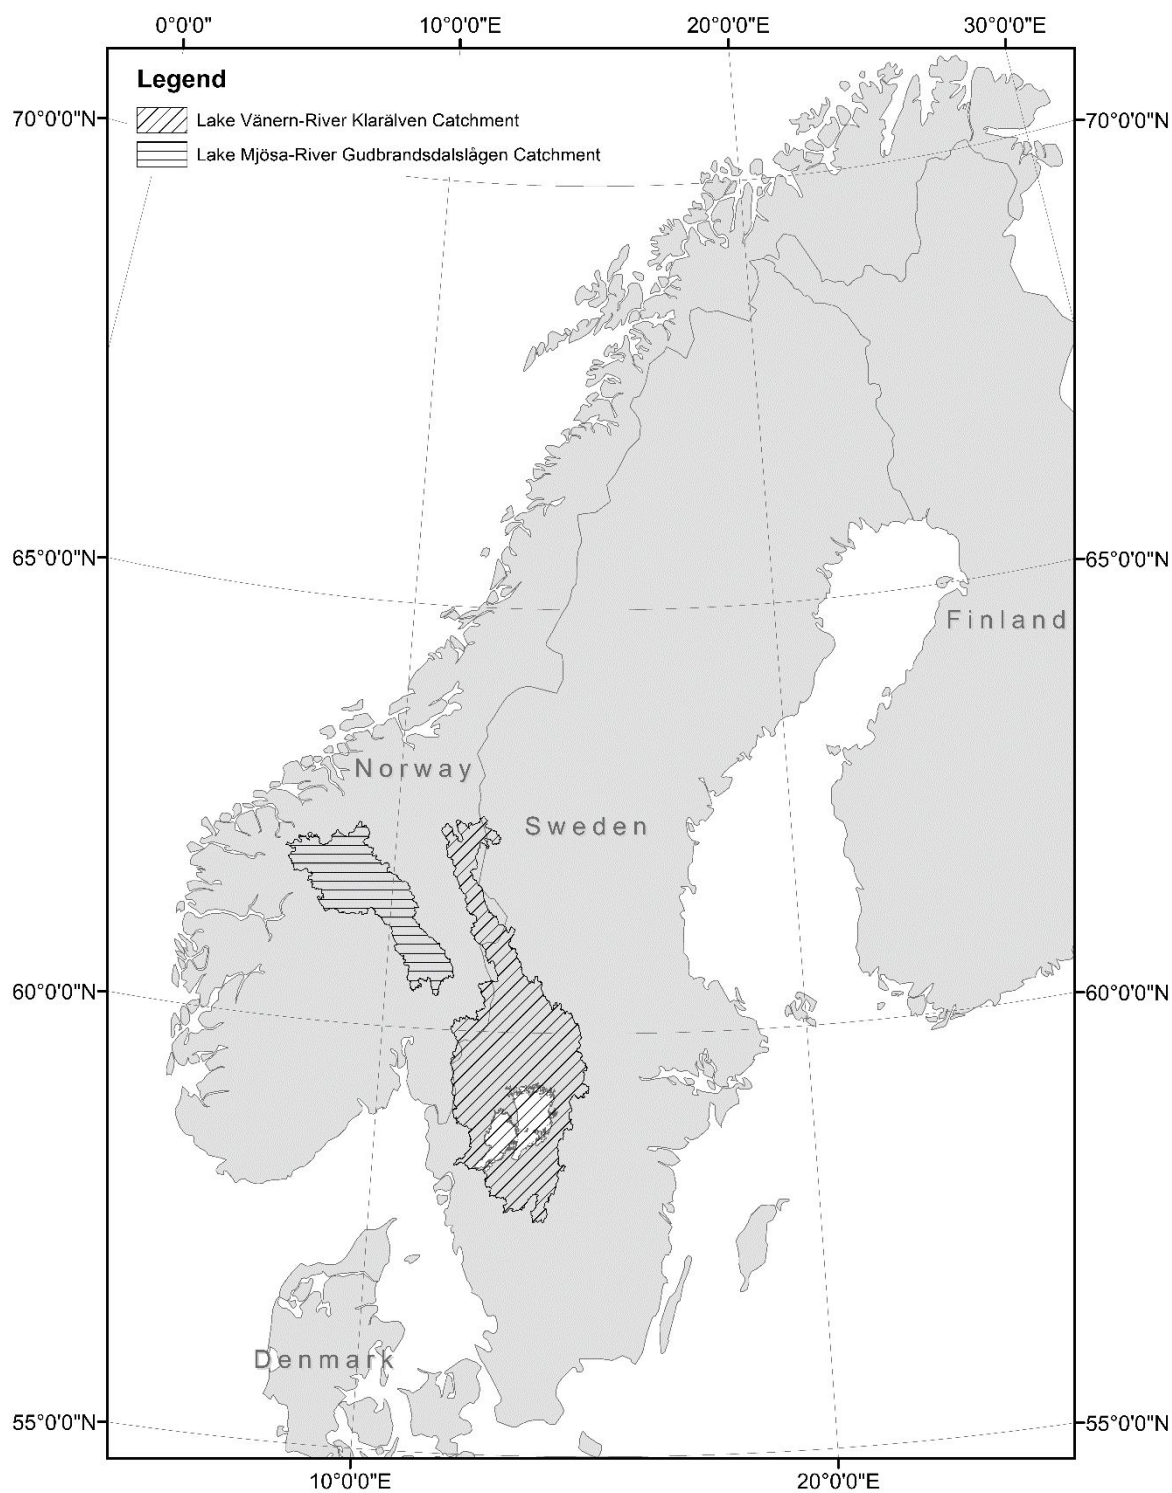 0°0'0" 10°0'0"E 20°0'0"E 30°0'0"E
Legend
Lake Vänern-River Klarälven Catchment
Lake Mjösa-River Gudbrandsdalslågen Catchment
70°0'0"N 70°0'0"N
65°0'0"N 65°0'0"N
Finland
Norway
Sweden
60°0'0"N 60°0'0"N
Denmark
55°0'0"N 55°0'0"N
10°0'0"E 20°0'0"E